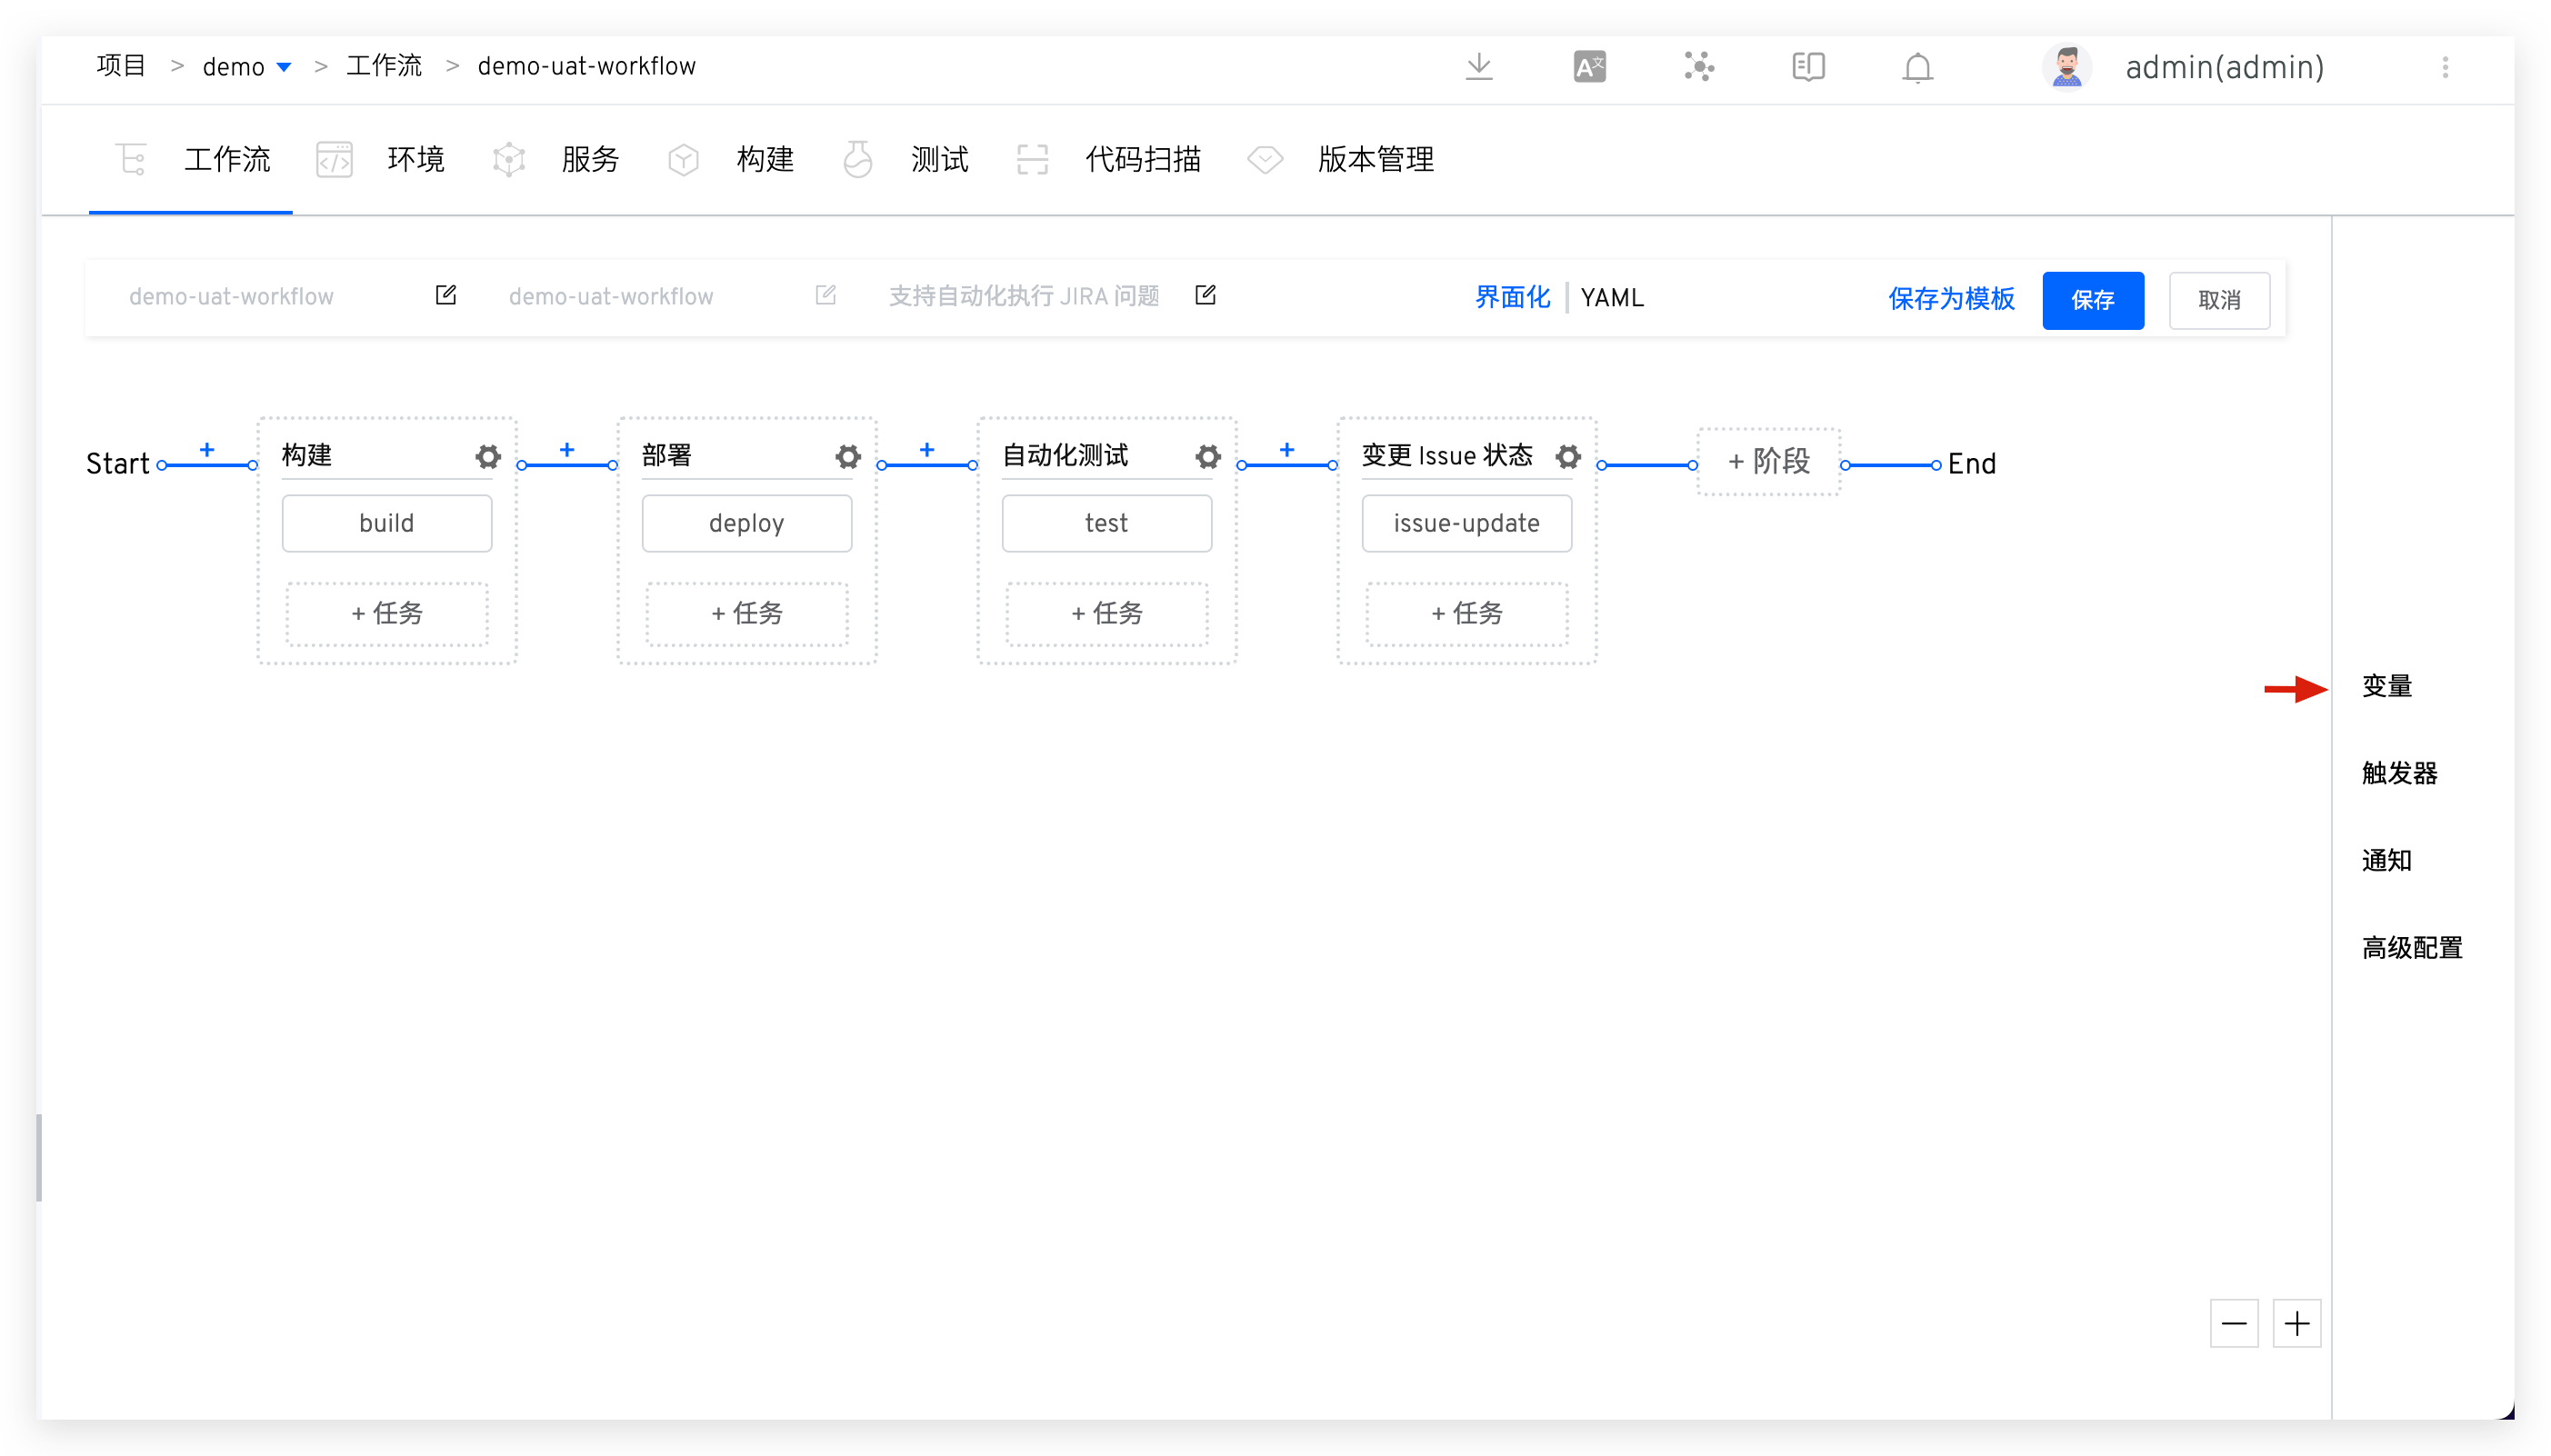 项目 > demo > 工作流 > demo-uat-workflow
A文
admin(admin)
工作流 </> 环境 服务 构建 测试 代码扫描 版本管理
demo-uat-workflow demo-uat-workflow 支持自动化执行 JIRA 问题 界面化 | YAML 保存为模板 保存 取消
Start + 构建 + 部署 + 自动化测试 + 变更 Issue 状态 + 阶段 End
build deploy test issue-update
+ 任务 + 任务 + 任务 + 任务
变量
触发器
通知
高级配置